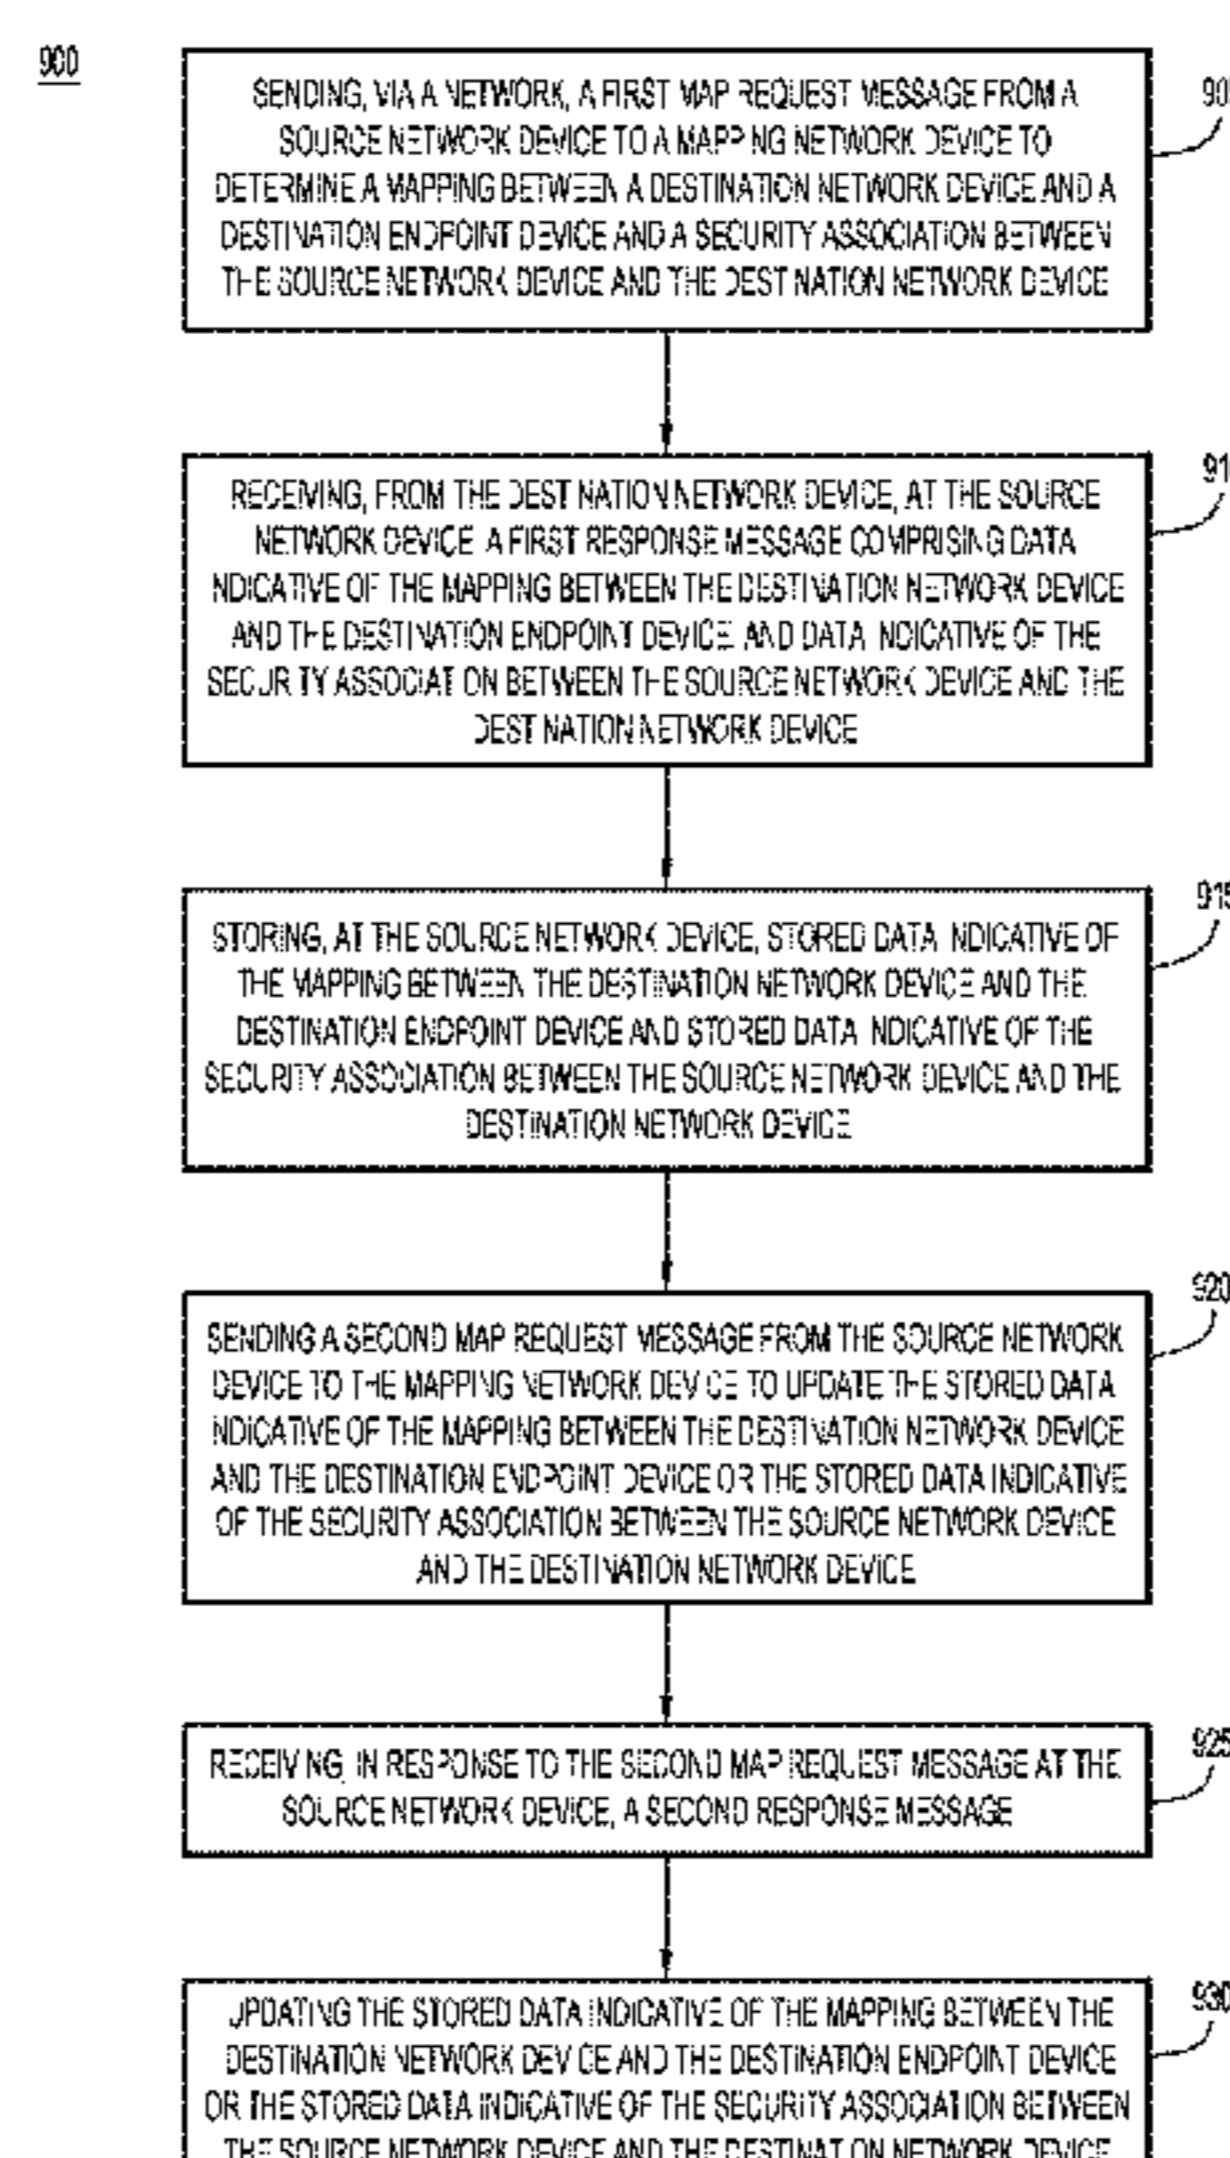 900
SENDING, VIA A NETWORK, A FIRST MAP REQUEST MESSAGE FROM A
SOURCE NETWORK DEVICE TO A MAPPING NETWORK DEVICE TO
DETERMINE A MAPPING BETWEEN A DESTINATION NETWORK DEVICE AND A
DESTINATION ENDPOINT DEVICE AND A SECURITY ASSOCIATION BETWEEN
THE SOURCE NETWORK DEVICE AND THE DESTINATION NETWORK DEVICE
90
RECEIVING, FROM THE DESTINATION NETWORK DEVICE, AT THE SOURCE
NETWORK DEVICE A FIRST RESPONSE MESSAGE COMPRISING DATA
INDICATIVE OF THE MAPPING BETWEEN THE DESTINATION NETWORK DEVICE
AND THE DESTINATION ENDPOINT DEVICE AND DATA INDICATIVE OF THE
SECURITY ASSOCIATION BETWEEN THE SOURCE NETWORK DEVICE AND THE
DESTINATION NETWORK DEVICE
91
STORING, AT THE SOURCE NETWORK DEVICE, STORED DATA INDICATIVE OF
THE MAPPING BETWEEN THE DESTINATION NETWORK DEVICE AND THE
DESTINATION ENDPOINT DEVICE AND STORED DATA INDICATIVE OF THE
SECURITY ASSOCIATION BETWEEN THE SOURCE NETWORK DEVICE AND THE
DESTINATION NETWORK DEVICE
915
SENDING A SECOND MAP REQUEST MESSAGE FROM THE SOURCE NETWORK
DEVICE TO THE MAPPING NETWORK DEVICE TO UPDATE THE STORED DATA
INDICATIVE OF THE MAPPING BETWEEN THE DESTINATION NETWORK DEVICE
AND THE DESTINATION ENDPOINT DEVICE OR THE STORED DATA INDICATIVE
OF THE SECURITY ASSOCIATION BETWEEN THE SOURCE NETWORK DEVICE
AND THE DESTINATION NETWORK DEVICE
920
RECEIVING, IN RESPONSE TO THE SECOND MAP REQUEST MESSAGE AT THE
SOURCE NETWORK DEVICE, A SECOND RESPONSE MESSAGE
925
UPDATING THE STORED DATA INDICATIVE OF THE MAPPING BETWEEN THE
DESTINATION NETWORK DEVICE AND THE DESTINATION ENDPOINT DEVICE
OR THE STORED DATA INDICATIVE OF THE SECURITY ASSOCIATION BETWEEN
THE SOURCE NETWORK DEVICE AND THE DESTINATION NETWORK DEVICE
930